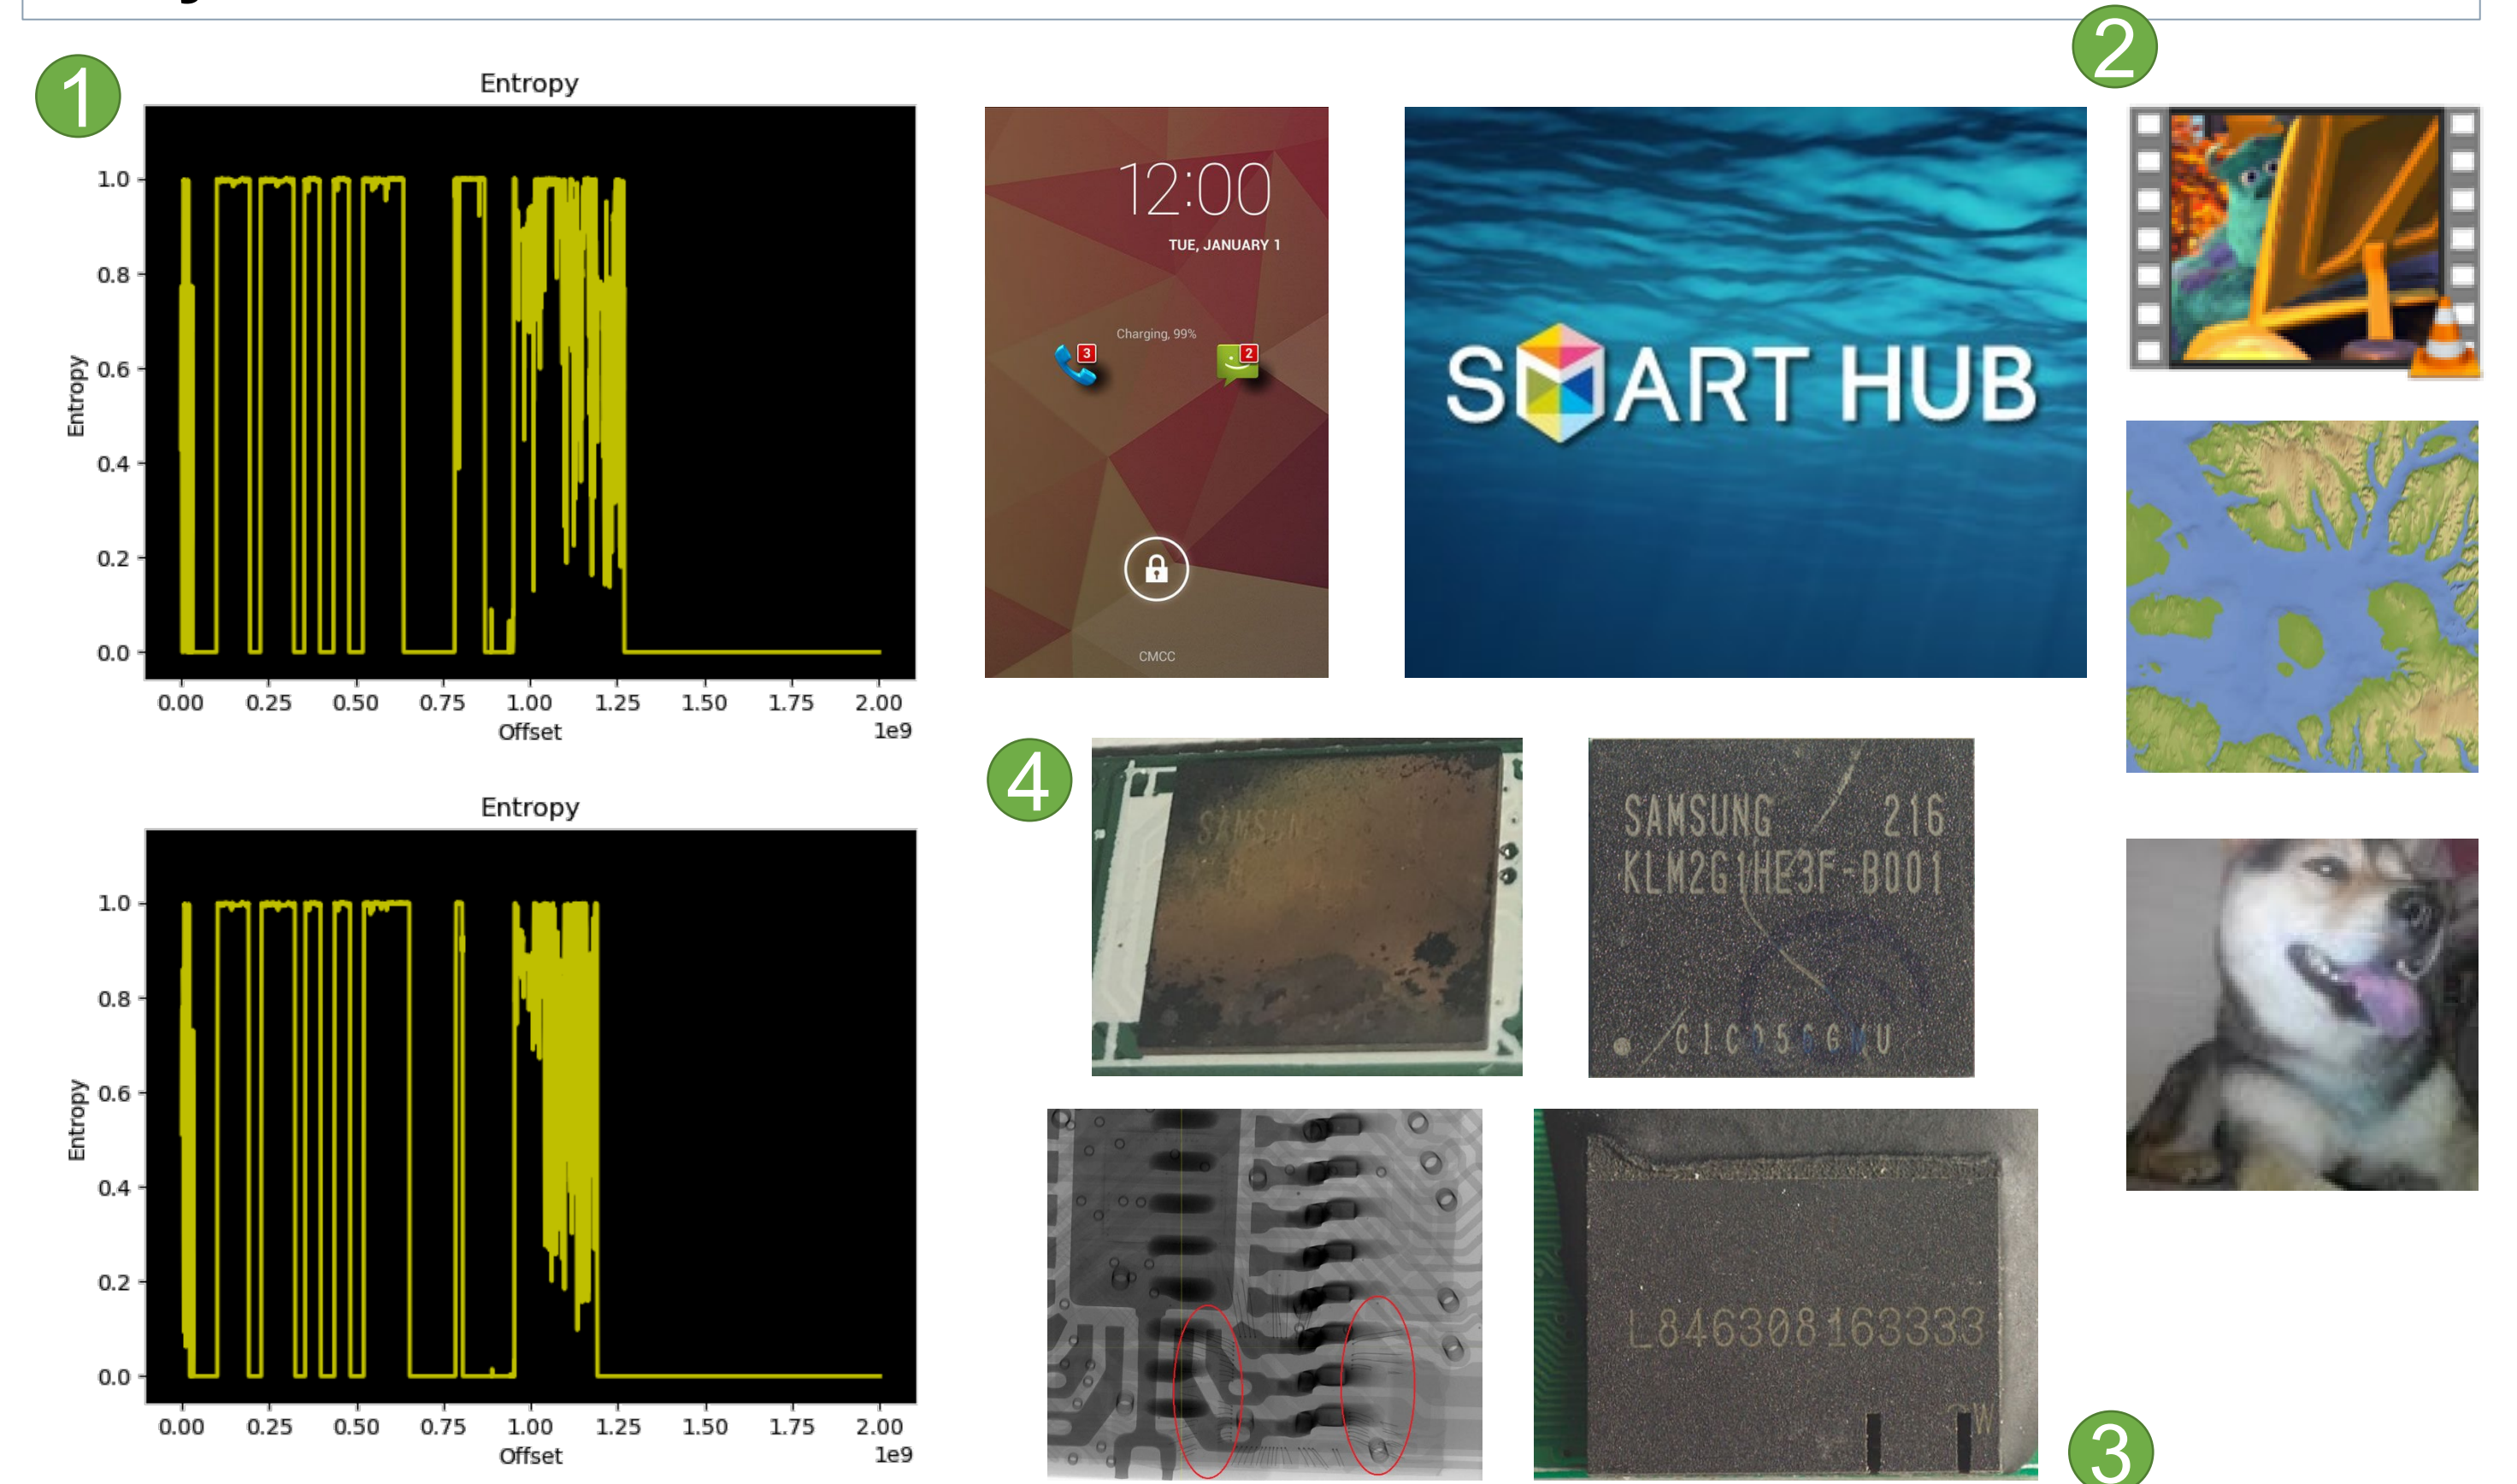 1
Entropy
1.0
0.8
0.6
0.4
0.2
0.0
Entropy
0.00 0.25 0.50 0.75 1.00 1.25 1.50 1.75 2.00
Offset
1e9
Entropy
1.0
0.8
0.6
0.4
0.2
0.0
Entropy
0.00 0.25 0.50 0.75 1.00 1.25 1.50 1.75 2.00
Offset
1e9
12:00
TUE, JANUARY 1
Charging, 99%
3
2
CMCC
SMART HUB
2
4
SAMSUNG
SAMSUNG 216
KLM2G1HE3F-B001
L846308163333
3